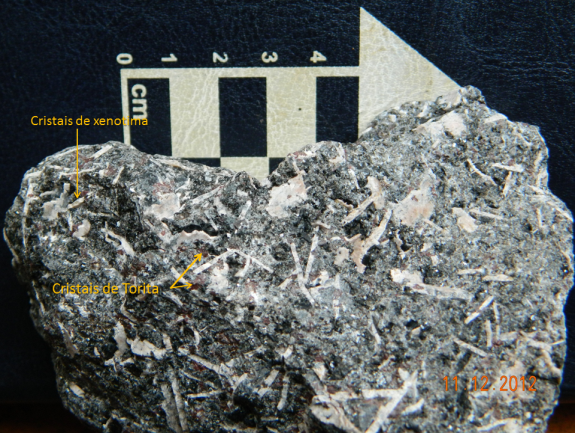 0 1 2 3 4
cm
Cristais de xenotima
Cristais de Torita
11.12.2012